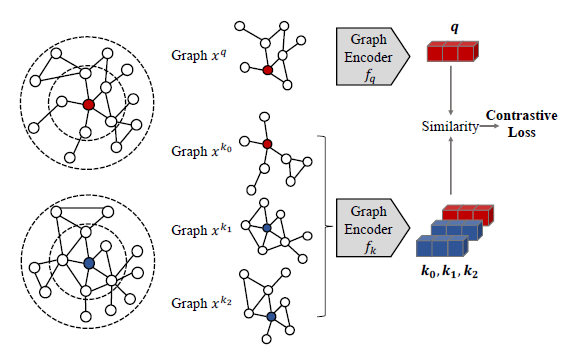 Graph x^q
Graph
Encoder
f_q
q
Graph x^{k_0}
Similarity
Contrastive
Loss
Graph x^{k_1}
Graph
Encoder
f_k
k_0, k_1, k_2
Graph x^{k_2}